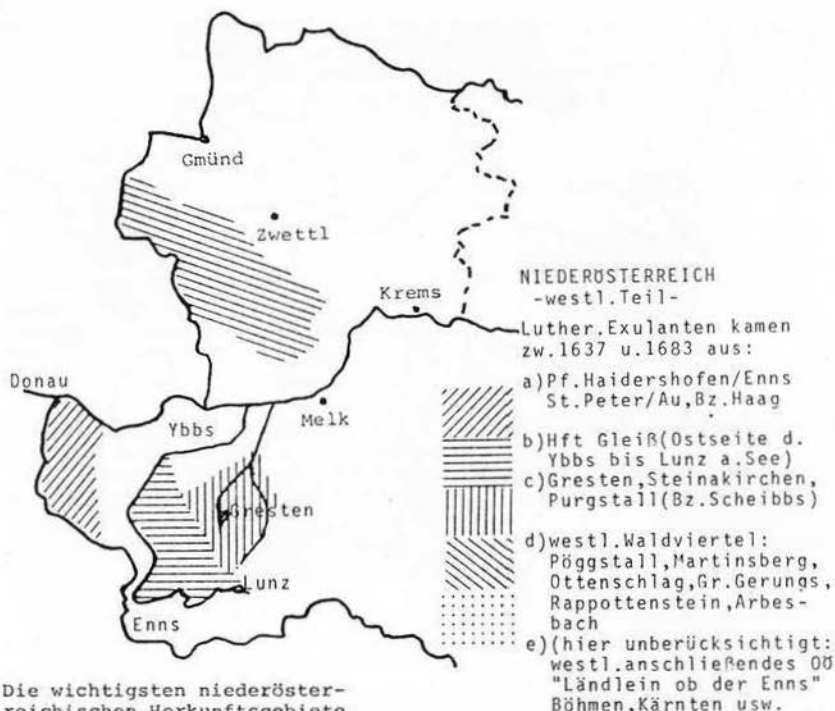 Gmünd
Zwettl
Krems
Donau
Ybbs
Melk
Gresten
Lunz
Enns
NIEDERÖSTERREICH
-westl.Teil-
Luther.Exulanten kamen
zw.1637 u.1683 aus:
a)Pf.Haidershofen/Enns
St.Peter/Au,Bz.Haag
b)Hft Gleiß(Ostseite d.
Ybbs bis Lunz a.See)
c)Gresten,Steinakirchen,
Purgstall(Bz.Scheibbs)
d)westl.Waldviertel:
Pöggstall,Martinsberg,
Ottenschlag,Gr.Gerungs,
Rappottenstein,Arbes-
bach
e)(hier unberücksichtigt:
westl.anschließendes OÖ
"Ländlein ob der Enns"
Böhmen,Kärnten usw.
Die wichtigsten niederöster-
reichischen Herkunftsgebiete